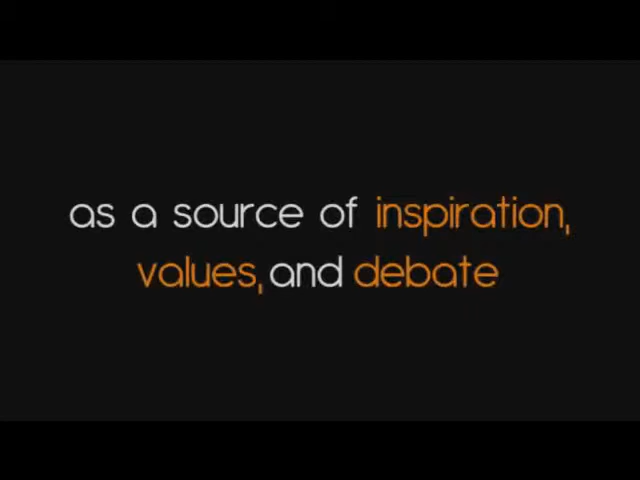 as a source of inspiration,
values, and debate